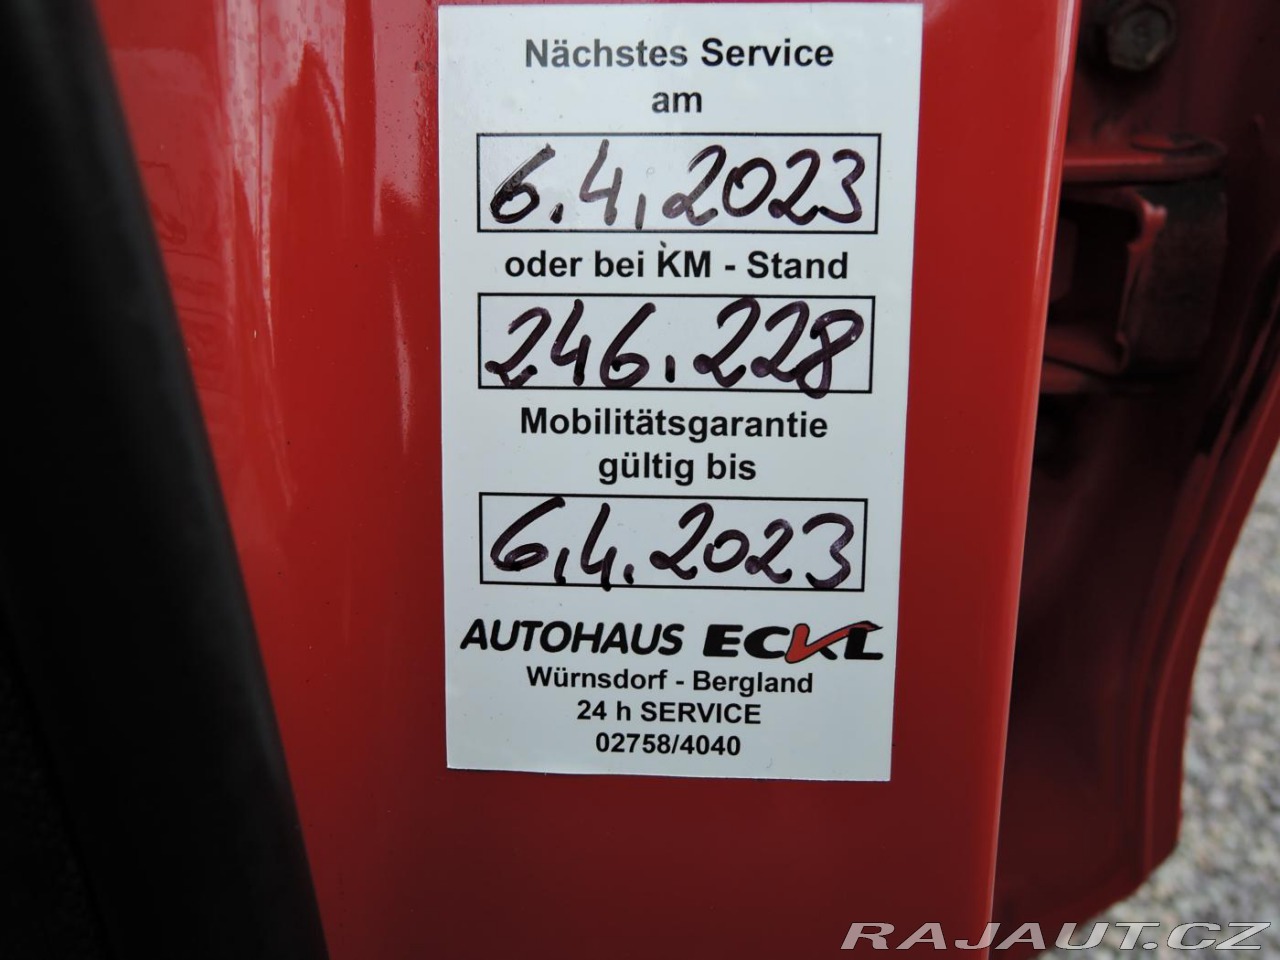 Nächstes Service
am
6.4.2023
oder bei KM - Stand
246.228
Mobilitätsgarantie
gültig bis
6.4.2023
AUTOHAUS ECKL
Würnsdorf - Bergland
24 h SERVICE
02758/4040
RAJAUT.CZ